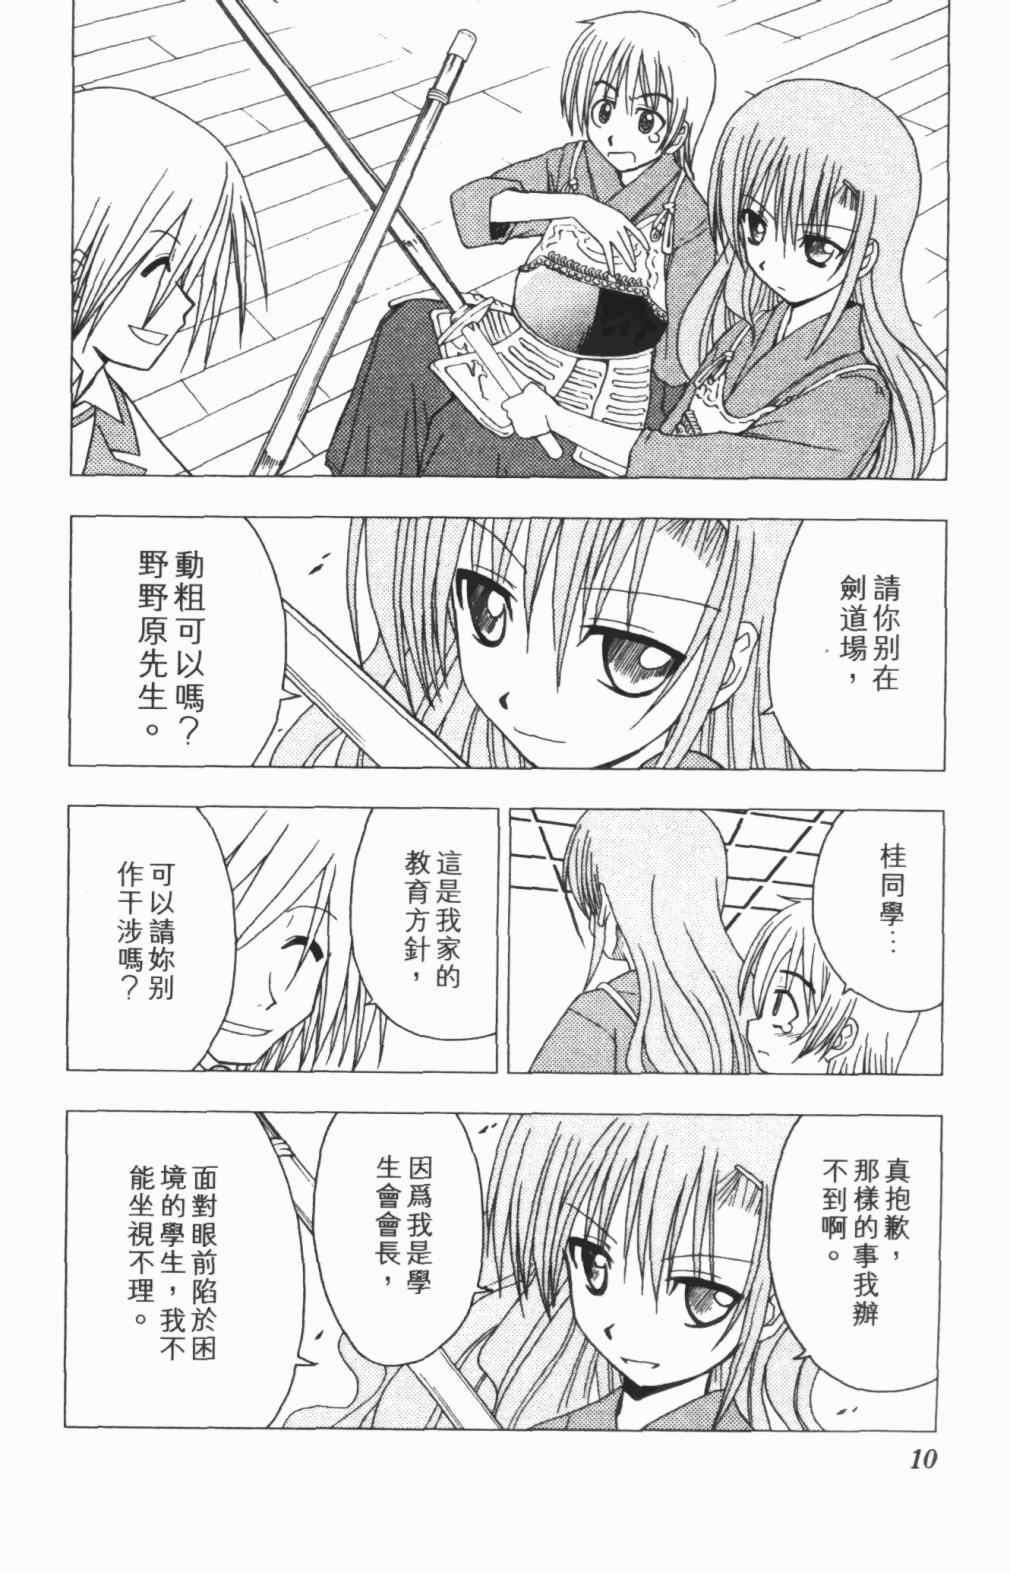 請你別在
劍道場，
動粗可以嗎？
野野原先生。
桂同學…
這是我家的
教育方針，
可以請妳別
作干涉嗎？
真抱歉，
那樣的事我辦
不到啊。
因爲我是學
生會會長，
面對眼前陷於困
境的學生，我不
能坐視不理。
10